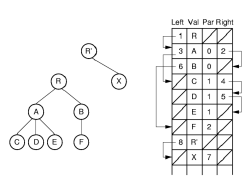 Left Val Par Right
R'
1 R
3 A 0 2
6 B 0
R X
C 1 4
D 1 5
A B
E 1
F 2
C D E F
8 R'
X 7